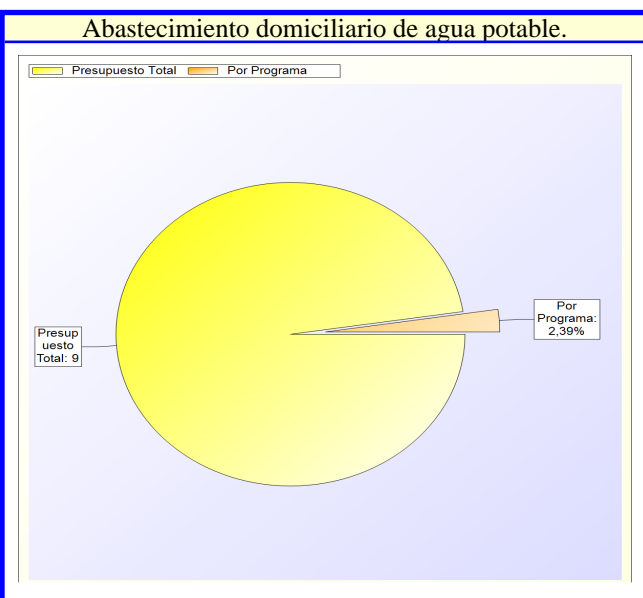 Abastecimiento domiciliario de agua potable.
Presupuesto Total Por Programa
Presup
uesto
Total: 9
Por
Programa:
2,39%